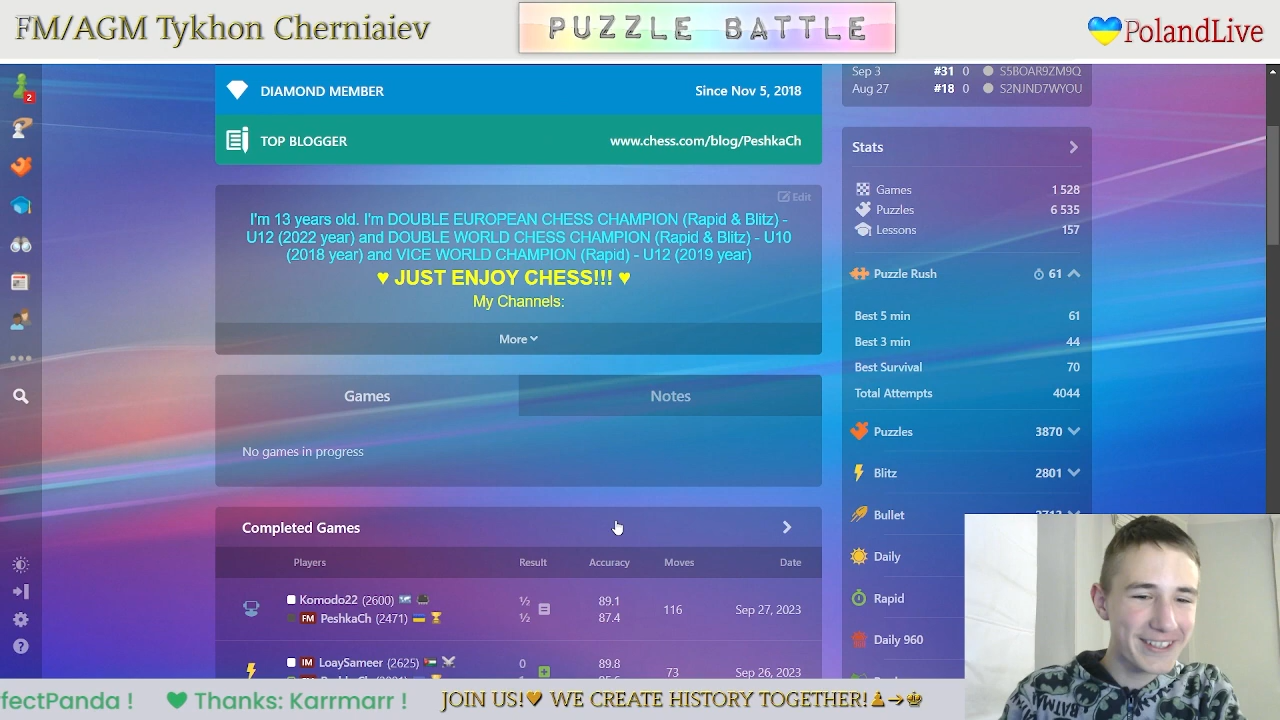 FM/AGM Tykhon Cherniaiev
PUZZLE BATTLE
PolandLive
2
DIAMOND MEMBER
Since Nov 5, 2018
TOP BLOGGER
www.chess.com/blog/PeshkaCh
Edit
I'm 13 years old. I'm DOUBLE EUROPEAN CHESS CHAMPION (Rapid & Blitz) -
U12 (2022 year) and DOUBLE WORLD CHESS CHAMPION (Rapid & Blitz) - U10
(2018 year) and VICE WORLD CHAMPION (Rapid) - U12 (2019 year)
♥ JUST ENJOY CHESS!!! ♥
My Channels:
More
Games Notes
No games in progress
Completed Games
Players Result Accuracy Moves Date
Komodo22 (2600) ½ 89.1
116 Sep 27, 2023
FM PeshkaCh (2471) ½ 87.4
IM LoaySameer (2625) 0 89.8
73 Sep 26, 2023
Sep 3 #31 0 S5BOAR9ZM9Q
Aug 27 #18 0 S2NJND7WYOU
Stats
Games 1 528
Puzzles 6 535
Lessons 157
Puzzle Rush 61
Best 5 min 61
Best 3 min 44
Best Survival 70
Total Attempts 4044
Puzzles 3870
Blitz 2801
Bullet
Daily
Rapid
Daily 960
BATMAN
fectPanda !
Thanks: Karrmarr !
JOIN US!♥ WE CREATE HISTORY TOGETHER!♟→♚